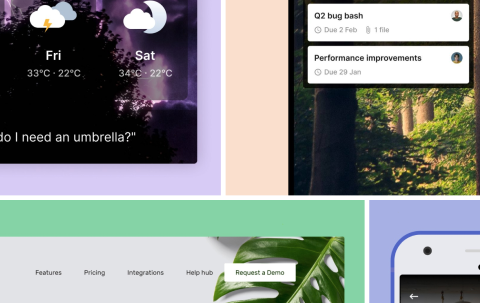 Fri
Sat
33°C · 22°C
34°C · 22°C
do I need an umbrella?"
Q2 bug bash
Due 2 Feb
1 file
Performance improvements
Due 29 Jan
Features
Pricing
Integrations
Help hub
Request a Demo